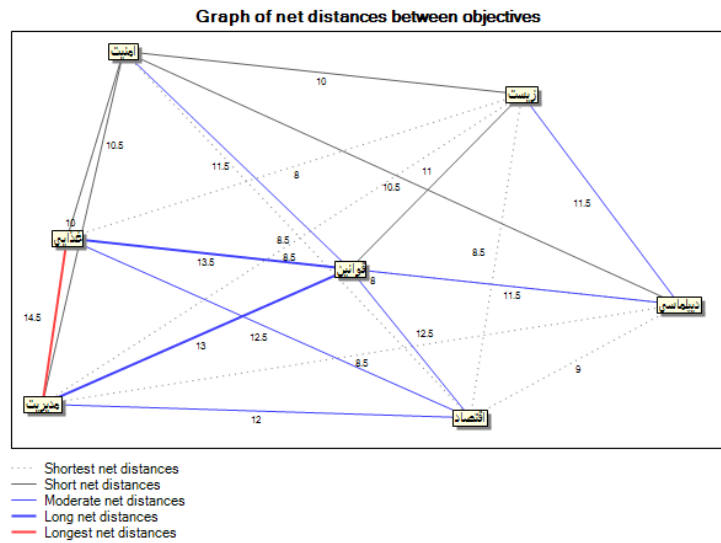 Graph of net distances between objectives
امنیت
10
زیست
10.5
11.5
8
11
10.5
11.5
10
غذایی
8.5
8.5
8.5
13.5
قوانین
8
11.5
دیپلماسی
14.5
13
12.5
12.5
8.5
9
مدیریت
12
اقتصاد
Shortest net distances
Short net distances
Moderate net distances
Long net distances
Longest net distances